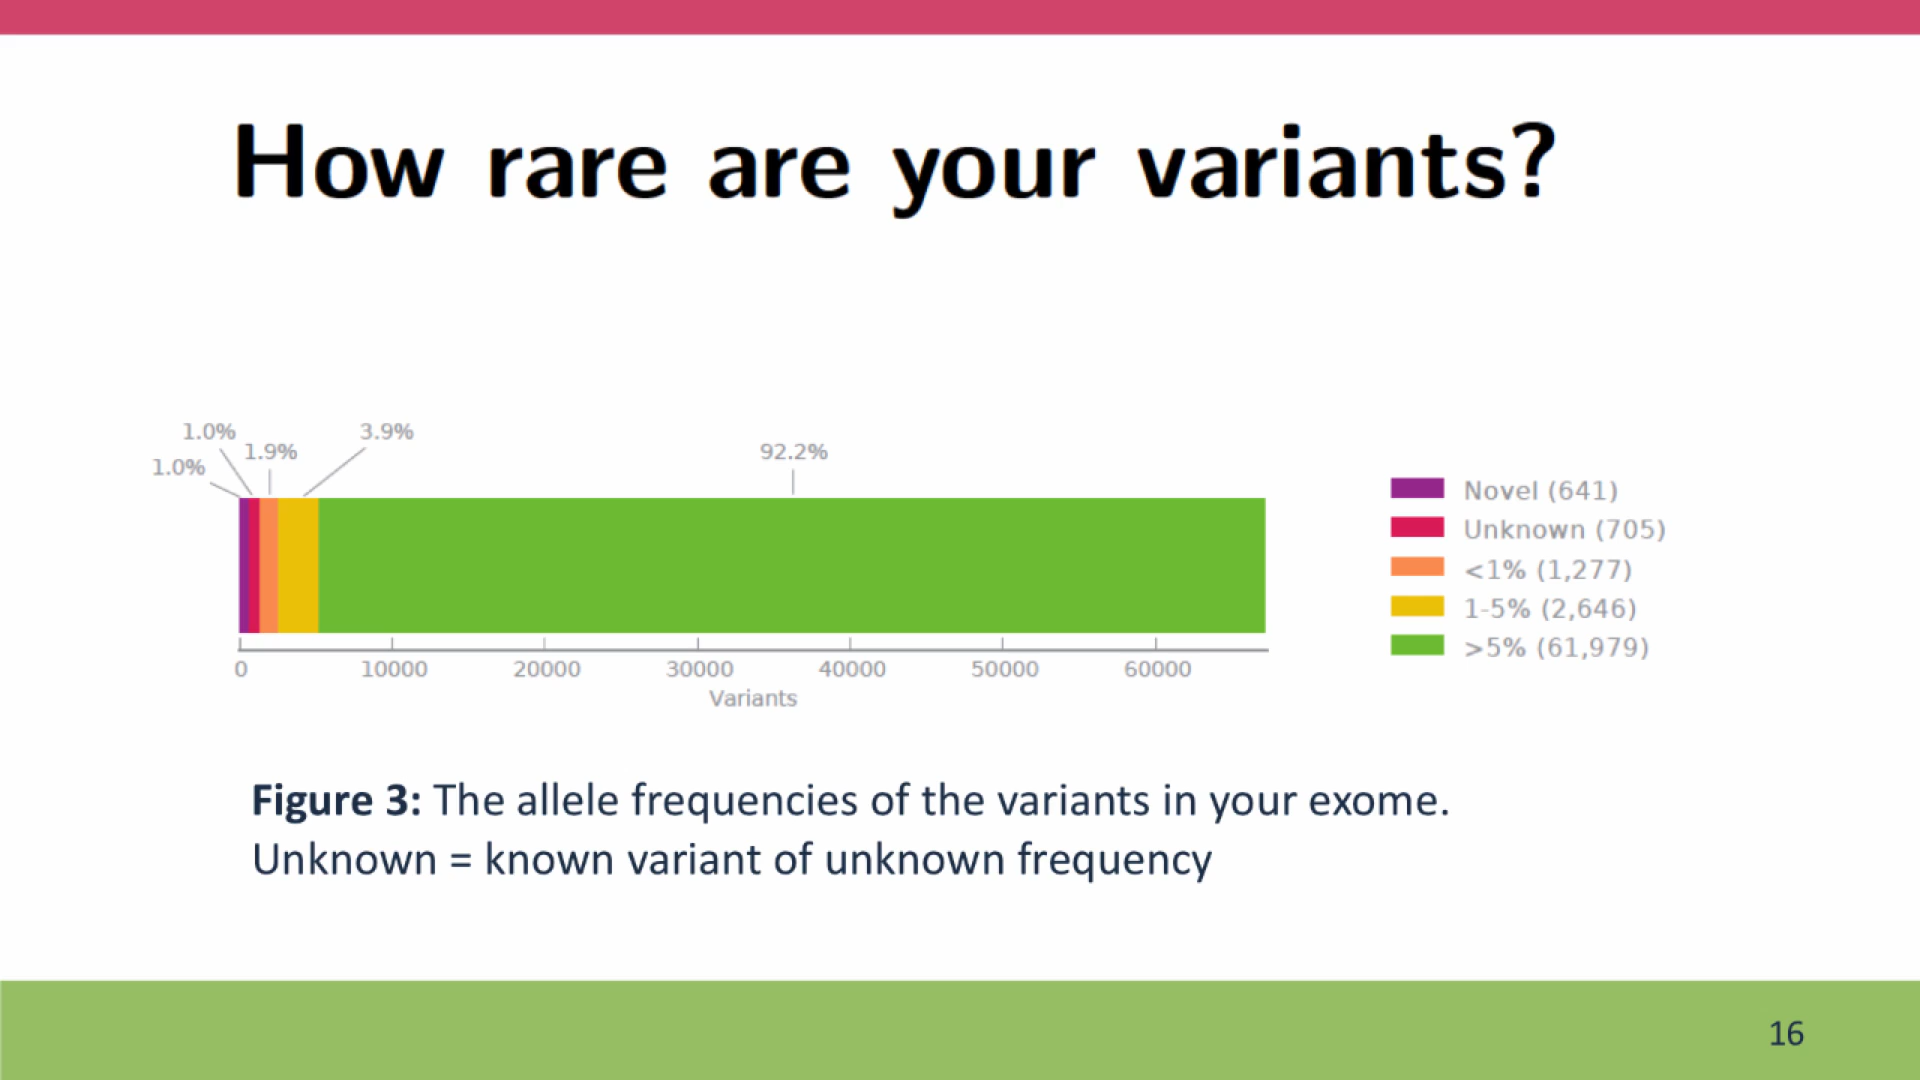 How rare are your variants?
1.0%
3.9%
1.9%
92.2%
1.0%
Novel (641)
Unknown (705)
<1% (1,277)
1-5% (2,646)
>5% (61,979)
0 10000 20000 30000 40000 50000 60000
Variants
Figure 3: The allele frequencies of the variants in your exome.
Unknown = known variant of unknown frequency
16